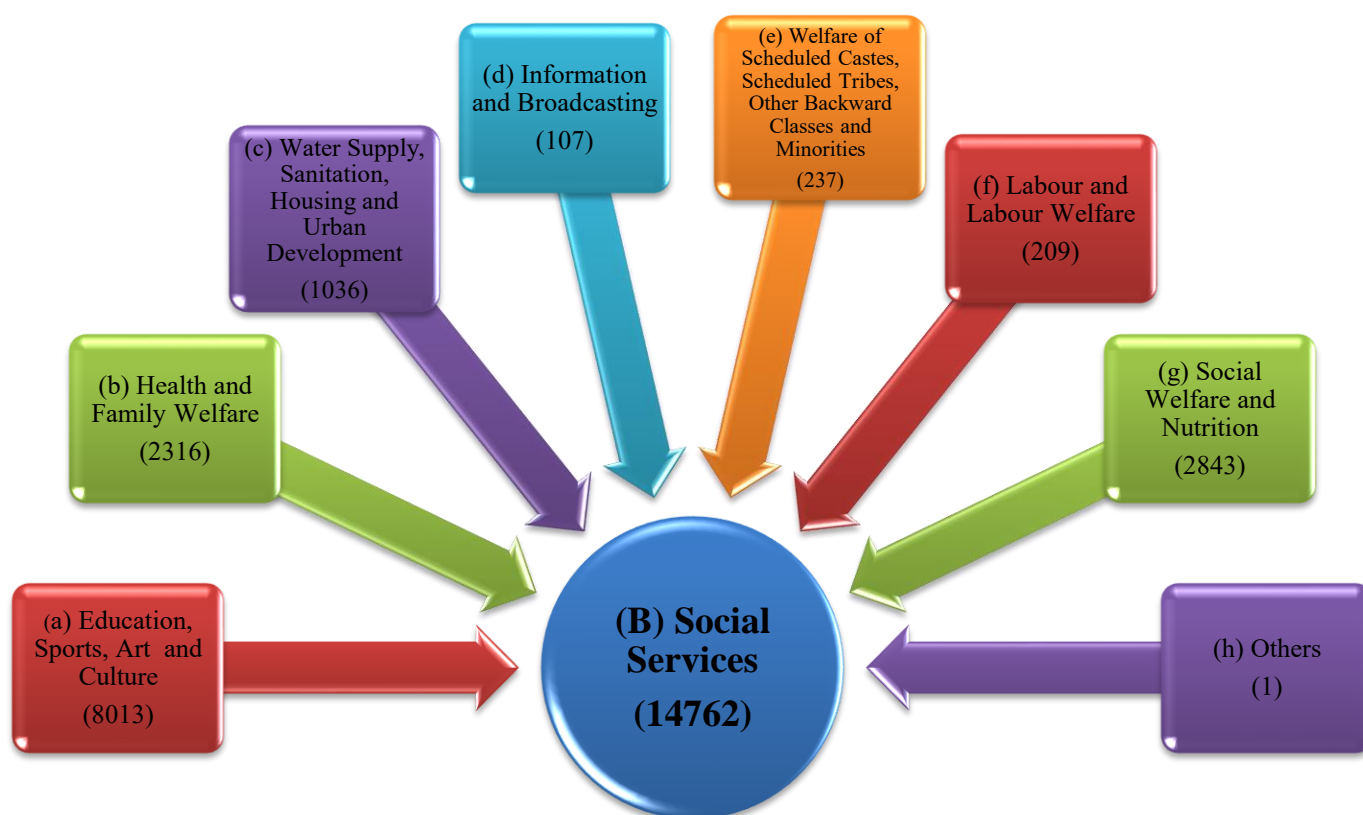 (a) Education,
Sports, Art and
Culture
(8013)
(b) Health and
Family Welfare
(2316)
(c) Water Supply,
Sanitation,
Housing and
Urban
Development
(1036)
(d) Information
and Broadcasting
(107)
(e) Welfare of
Scheduled Castes,
Scheduled Tribes,
Other Backward
Classes and
Minorities
(237)
(f) Labour and
Labour Welfare
(209)
(g) Social
Welfare and
Nutrition
(2843)
(h) Others
(1)
(B) Social
Services
(14762)